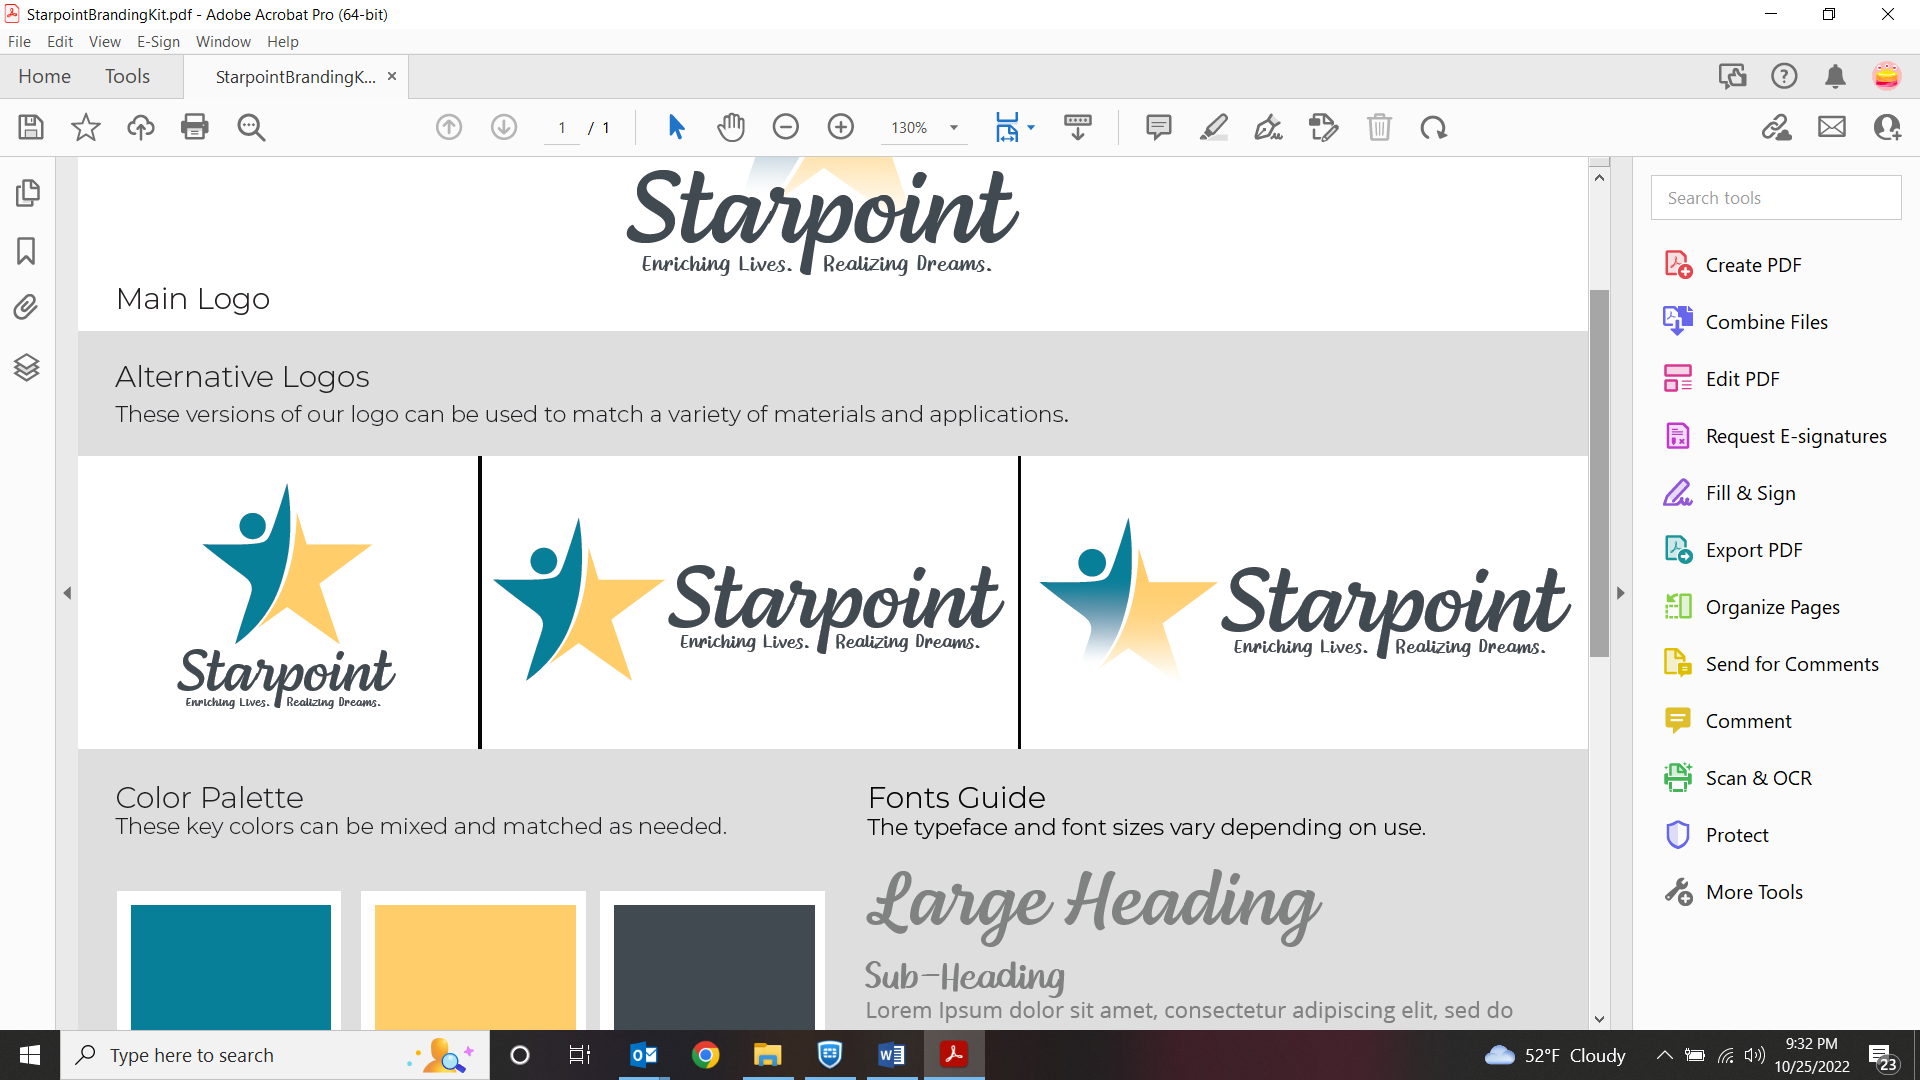 StarpointBrandingKit.pdf - Adobe Acrobat Pro (64-bit)
File Edit View E-Sign Window Help
Home Tools StarpointBrandingK... ×
1 / 1 130%
Starpoint
Enriching Lives. Realizing Dreams.
Main Logo
Alternative Logos
These versions of our logo can be used to match a variety of materials and applications.
Starpoint
Enriching Lives. Realizing Dreams.
Starpoint
Enriching Lives. Realizing Dreams.
Starpoint
Enriching Lives. Realizing Dreams.
Color Palette
These key colors can be mixed and matched as needed.
Fonts Guide
The typeface and font sizes vary depending on use.
Large Heading
Sub-Heading
Lorem Ipsum dolor sit amet, consectetur adipiscing elit, sed do
Search tools
Create PDF
Combine Files
Edit PDF
Request E-signatures
Fill & Sign
Export PDF
Organize Pages
Send for Comments
Comment
Scan & OCR
Protect
More Tools
Type here to search
52°F Cloudy
9:32 PM
10/25/2022
23